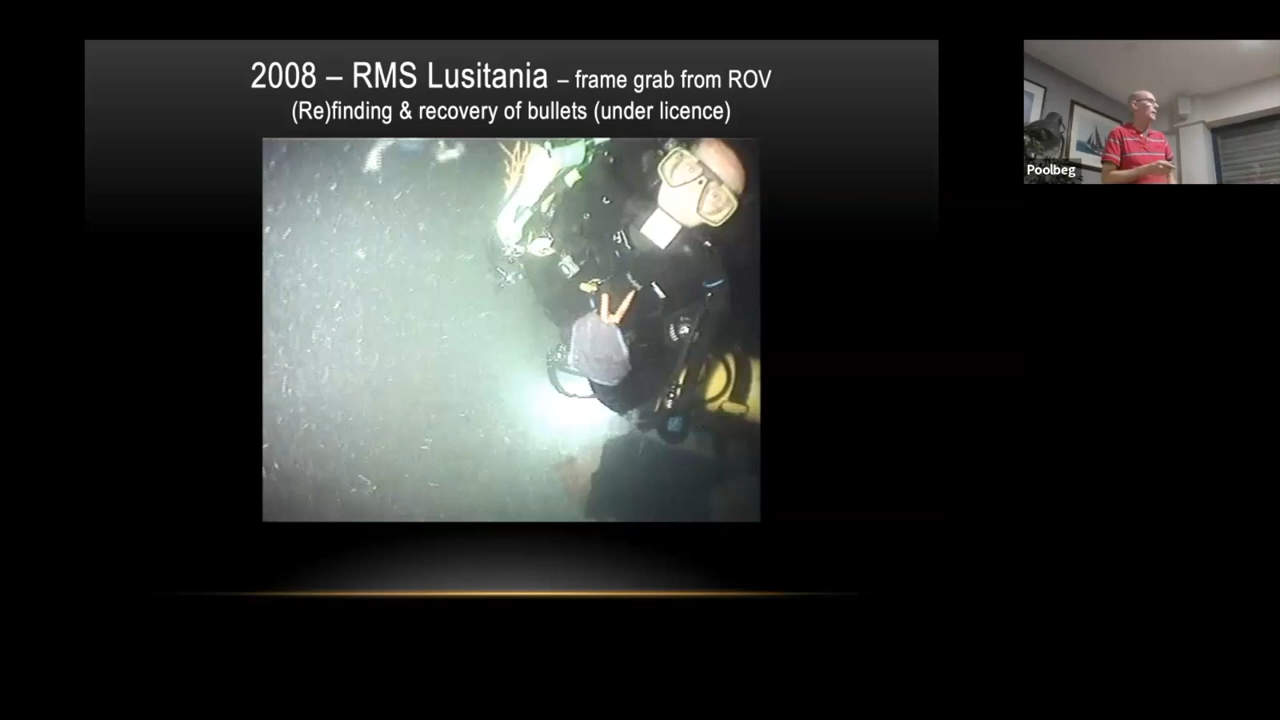 2008 – RMS Lusitania – frame grab from ROV
(Re)finding & recovery of bullets (under licence)
Poolbeg